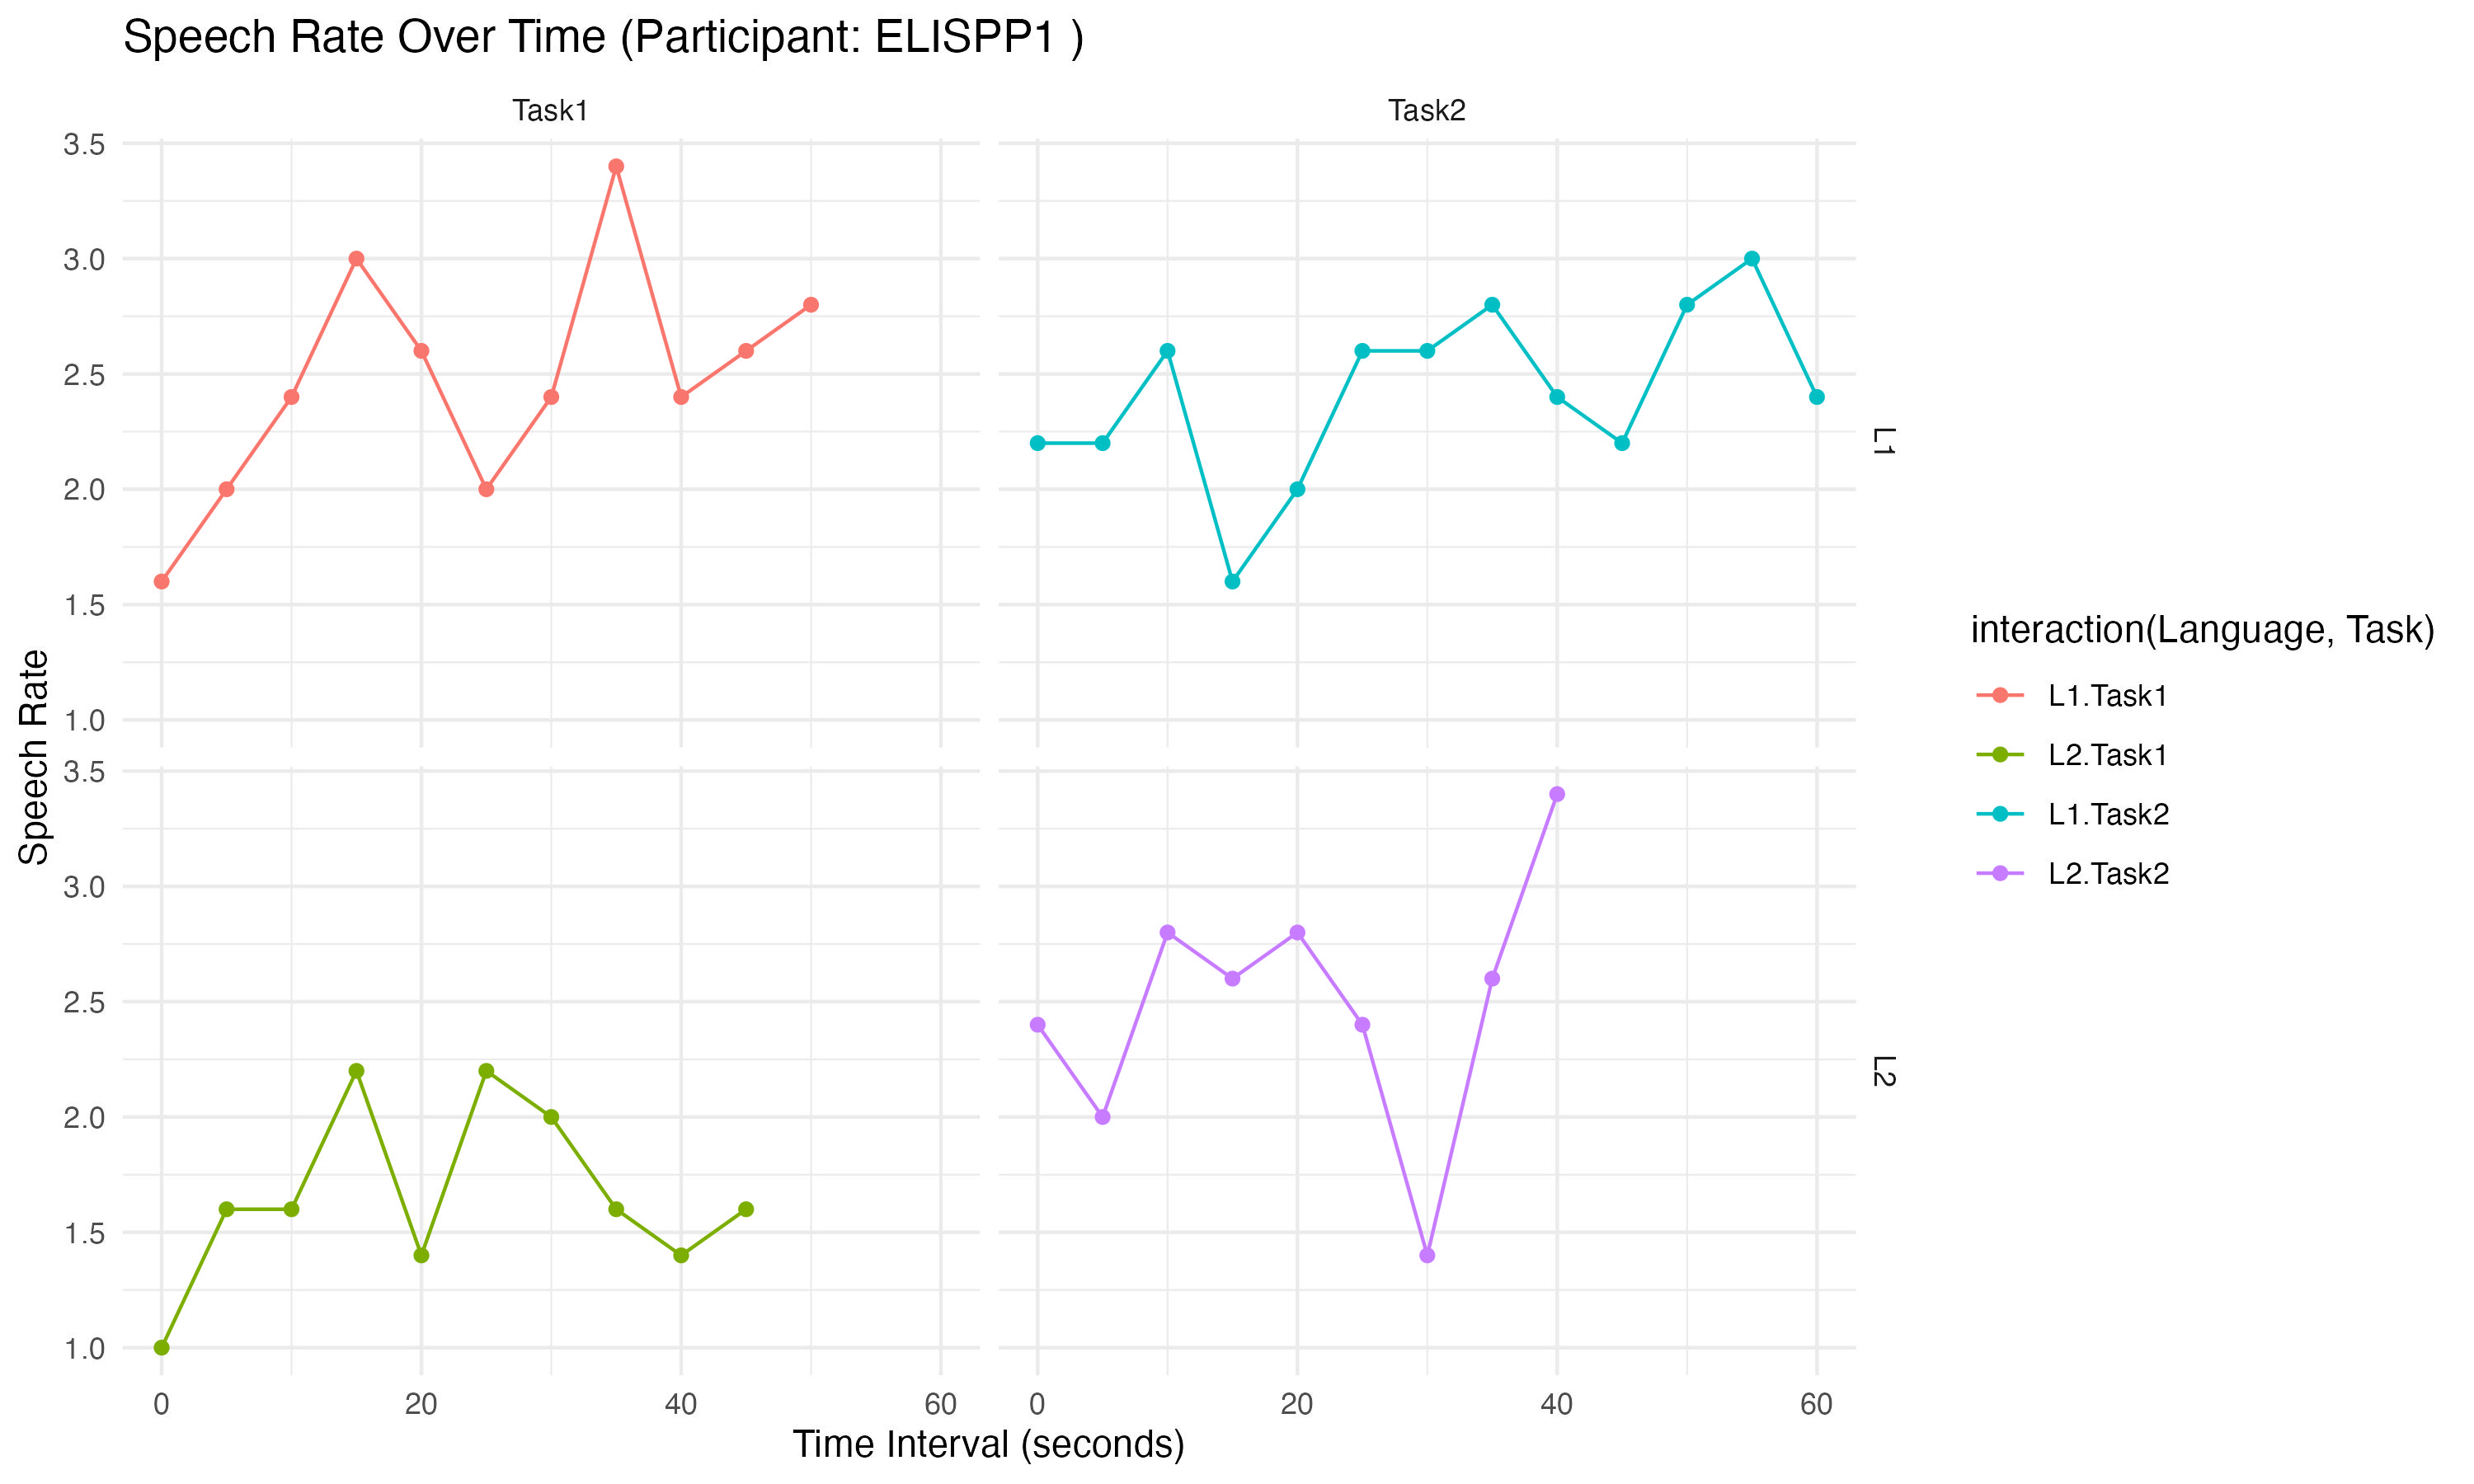 Speech Rate Over Time (Participant: ELISPP1 )
Task1
Task2
3.5
3.0
2.5
2.0
1.5
1.0
L1
3.5
3.0
2.5
2.0
1.5
1.0
L2
Speech Rate
0 20 40 60
0 20 40 60
Time Interval (seconds)
interaction(Language, Task)
L1.Task1
L2.Task1
L1.Task2
L2.Task2